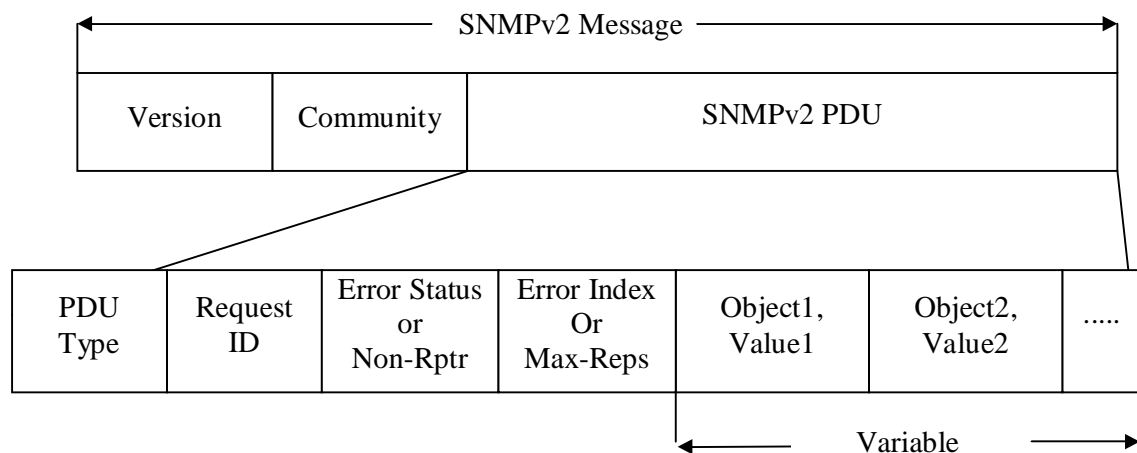 SNMPv2 Message
Version
Community
SNMPv2 PDU
PDU
Type
Request
ID
Error Status
or
Non-Rptr
Error Index
Or
Max-Reps
Object1,
Value1
Object2,
Value2
.....
Variable